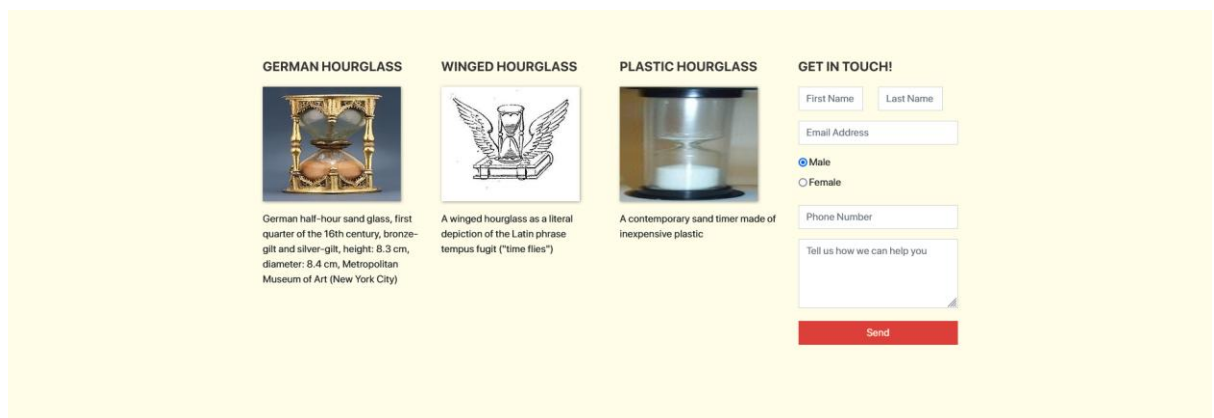 GERMAN HOURGLASS
German half-hour sand glass, first
quarter of the 16th century, bronze-
gilt and silver-gilt, height: 8.3 cm,
diameter: 8.4 cm, Metropolitan
Museum of Art (New York City)
WINGED HOURGLASS
A winged hourglass as a literal
depiction of the Latin phrase
tempus fugit ("time flies")
PLASTIC HOURGLASS
A contemporary sand timer made of
inexpensive plastic
GET IN TOUCH!
First Name
Last Name
Email Address
Male
Female
Phone Number
Tell us how we can help you
Send